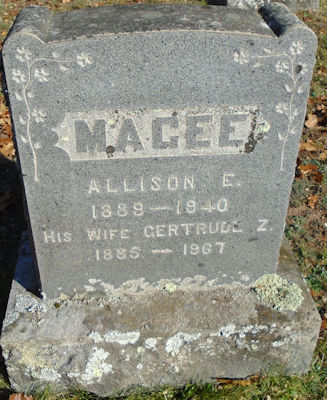 MAGEE
ALLISON E.
1889 — 1940
HIS WIFE GERTRUDE Z.
1885 — 1967